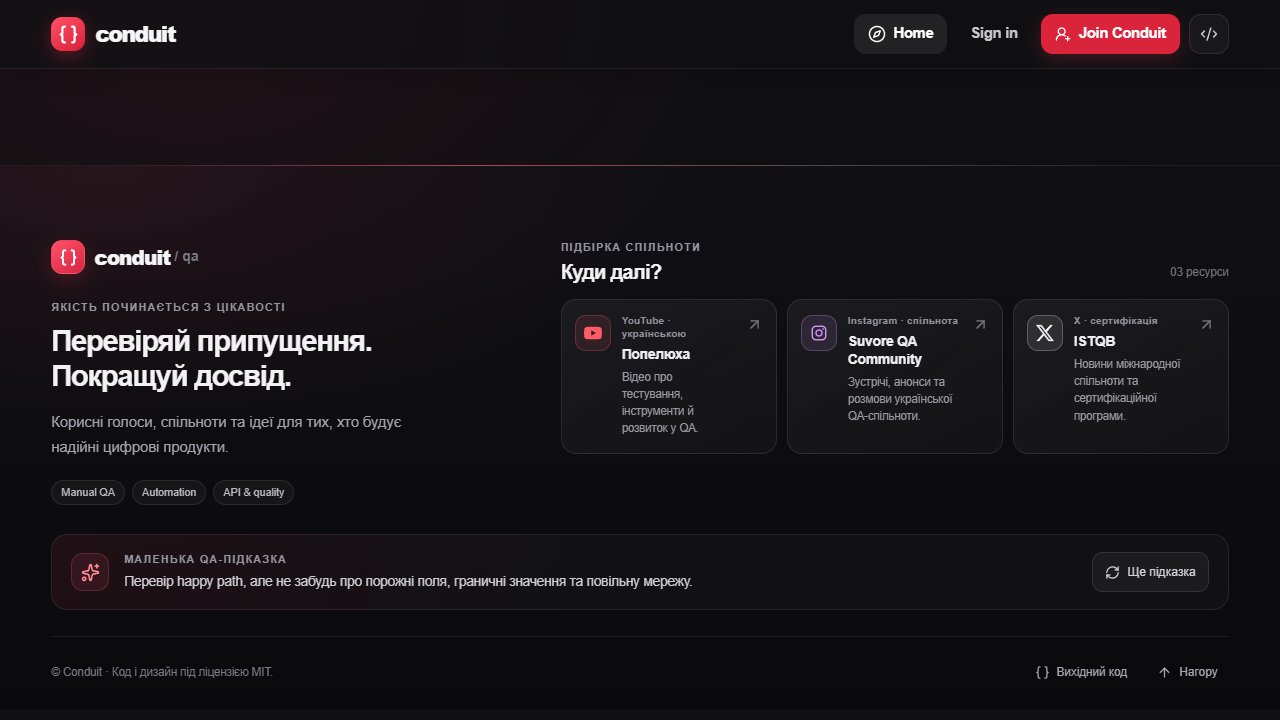 conduit
Home
Sign in
Join Conduit
conduit / qa
ЯКІСТЬ ПОЧИНАЄТЬСЯ З ЦІКАВОСТІ
Перевіряй припущення.
Покращуй досвід.
Корисні голоси, спільноти та ідеї для тих, хто будує
надійні цифрові продукти.
Manual QA
Automation
API & quality
ПІДБІРКА СПІЛЬНОТИ
Куди далі?
03 ресурси
YouTube ·
українською
Попелюха
Відео про
тестування,
інструменти й
розвиток у QA.
Instagram · спільнота
Suvore QA
Community
Зустрічі, анонси та
розмови української
QA-спільноти.
X · сертифікація
ISTQB
Новини міжнародної
спільноти та
сертифікаційної
програми.
МАЛЕНЬКА QA-ПІДКАЗКА
Перевір happy path, але не забудь про порожні поля, граничні значення та повільну мережу.
Ще підказка
© Conduit · Код і дизайн під ліцензією MIT.
Вихідний код
Нагору